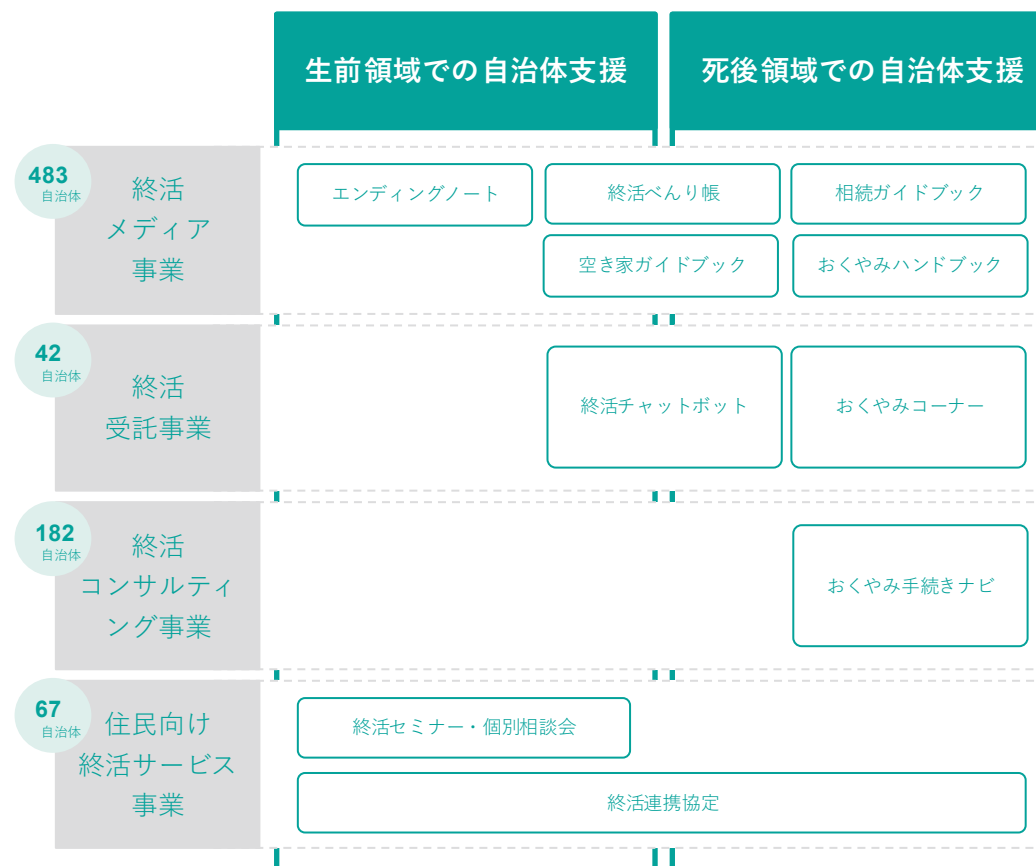 生前領域での自治体支援
死後領域での自治体支援
483
自治体
終活
メディア
事業
エンディングノート
終活べんり帳
相続ガイドブック
空き家ガイドブック
おくやみハンドブック
42
自治体
終活
受託事業
終活チャットボット
おくやみコーナー
182
自治体
終活
コンサルティ
ング事業
おくやみ手続きナビ
67
自治体
住民向け
終活サービス
事業
終活セミナー・個別相談会
終活連携協定